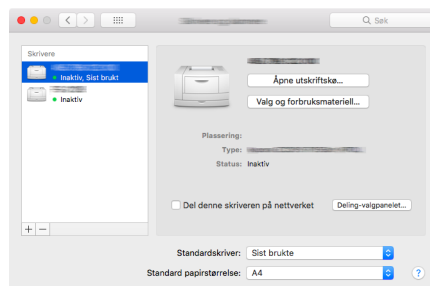 Søk
Skrivere
Inaktiv, Sist brukt
Inaktiv
Åpne utskriftskø...
Valg og forbruksmateriell...
Plassering:
Type:
Status: Inaktiv
Del denne skriveren på nettverket
Deling-valgpanelet...
+ −
Standardskriver: Sist brukte
Standard papirstørrelse: A4
?